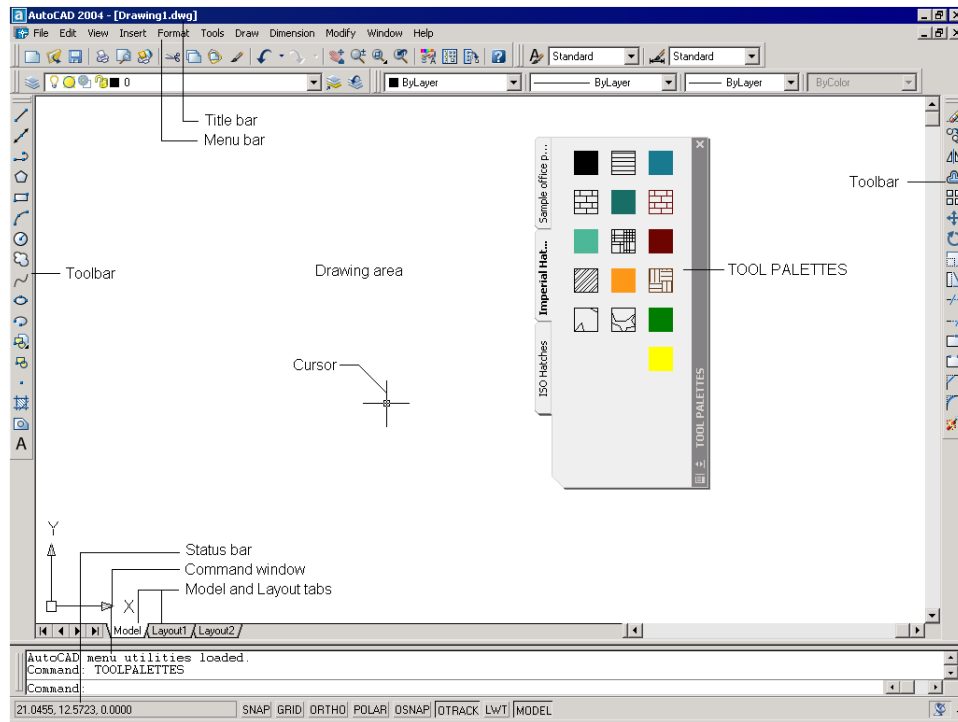 AutoCAD 2004 - [Drawing1.dwg]
File Edit View Insert Format Tools Draw Dimension Modify Window Help
Standard Standard
0 ByLayer ByLayer ByLayer ByColor
Title bar
Menu bar
Sample office p...
Imperial Hat...
ISO Hatches
TOOL PALETTES
Toolbar
Toolbar
Drawing area
TOOL PALETTES
Cursor
A
Y
X
Status bar
Command window
Model and Layout tabs
Model Layout1 Layout2
AutoCAD menu utilities loaded.
Command: TOOLPALETTES
Command:
21.0455, 12.5723, 0.0000 SNAP GRID ORTHO POLAR OSNAP OTRACK LWT MODEL